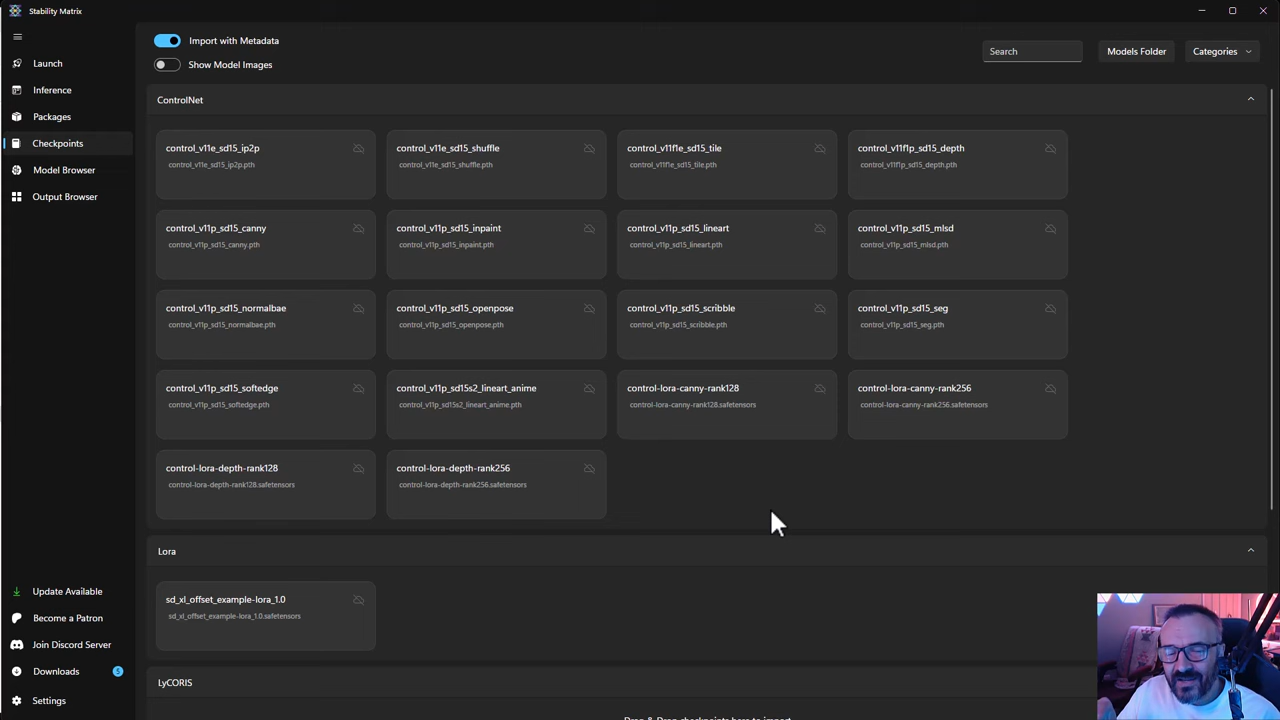 Stability Matrix
Launch
Inference
Packages
Checkpoints
Model Browser
Output Browser
Update Available
Become a Patron
Join Discord Server
Downloads 5
Settings
Import with Metadata
Show Model Images
Search
Models Folder
Categories
ControlNet
control_v11e_sd15_ip2p
control_v11e_sd15_ip2p.pth
control_v11e_sd15_shuffle
control_v11e_sd15_shuffle.pth
control_v11f1e_sd15_tile
control_v11f1e_sd15_tile.pth
control_v11f1p_sd15_depth
control_v11f1p_sd15_depth.pth
control_v11p_sd15_canny
control_v11p_sd15_canny.pth
control_v11p_sd15_inpaint
control_v11p_sd15_inpaint.pth
control_v11p_sd15_lineart
control_v11p_sd15_lineart.pth
control_v11p_sd15_mlsd
control_v11p_sd15_mlsd.pth
control_v11p_sd15_normalbae
control_v11p_sd15_normalbae.pth
control_v11p_sd15_openpose
control_v11p_sd15_openpose.pth
control_v11p_sd15_scribble
control_v11p_sd15_scribble.pth
control_v11p_sd15_seg
control_v11p_sd15_seg.pth
control_v11p_sd15_softedge
control_v11p_sd15_softedge.pth
control_v11p_sd15s2_lineart_anime
control_v11p_sd15s2_lineart_anime.pth
control-lora-canny-rank128
control-lora-canny-rank128.safetensors
control-lora-canny-rank256
control-lora-canny-rank256.safetensors
control-lora-depth-rank128
control-lora-depth-rank128.safetensors
control-lora-depth-rank256
control-lora-depth-rank256.safetensors
Lora
sd_xl_offset_example-lora_1.0
sd_xl_offset_example-lora_1.0.safetensors
LyCORIS
Drag & Drop checkpoints here to import